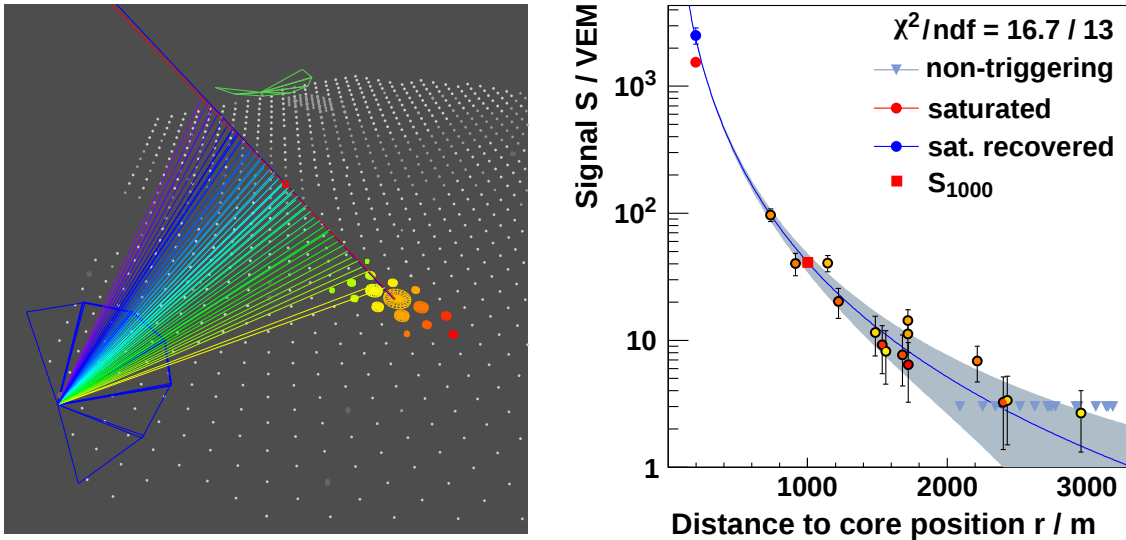 Signal S / VEM
10³
10²
10
1
χ²/ndf = 16.7 / 13
non-triggering
saturated
sat. recovered
S₁₀₀₀
1000
2000
3000
Distance to core position r / m